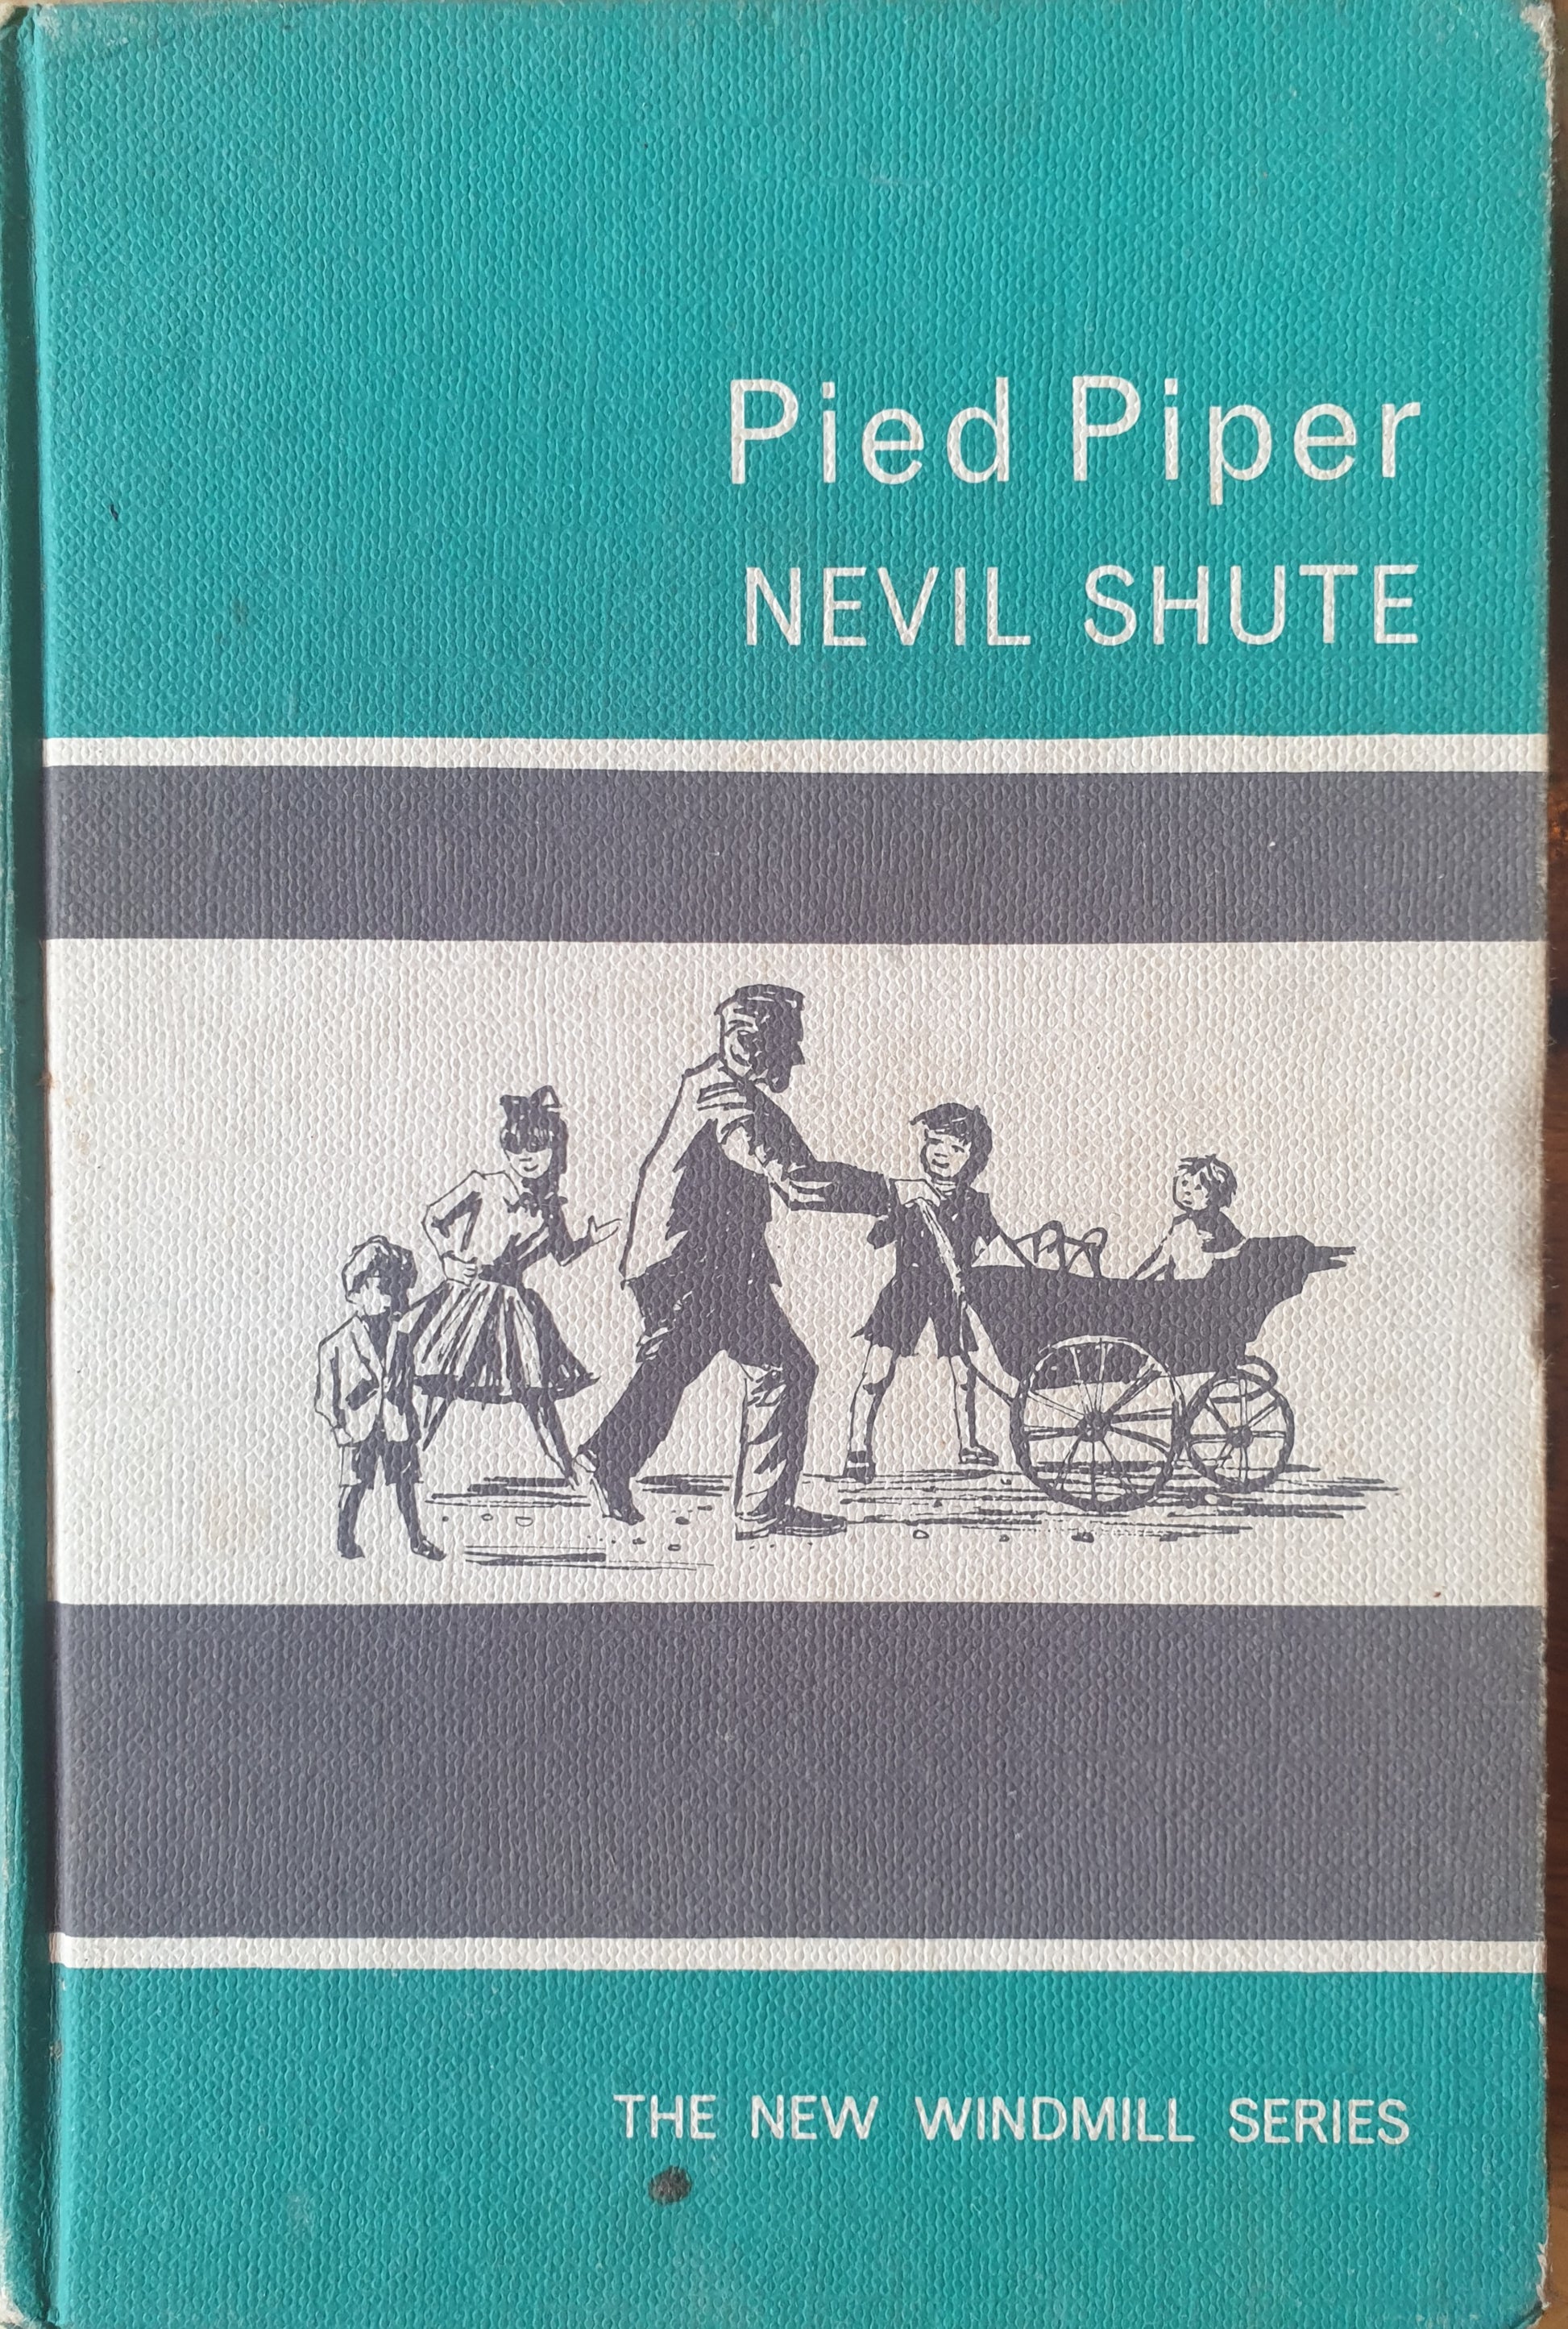 Pied Piper
NEVIL SHUTE
THE NEW WINDMILL SERIES